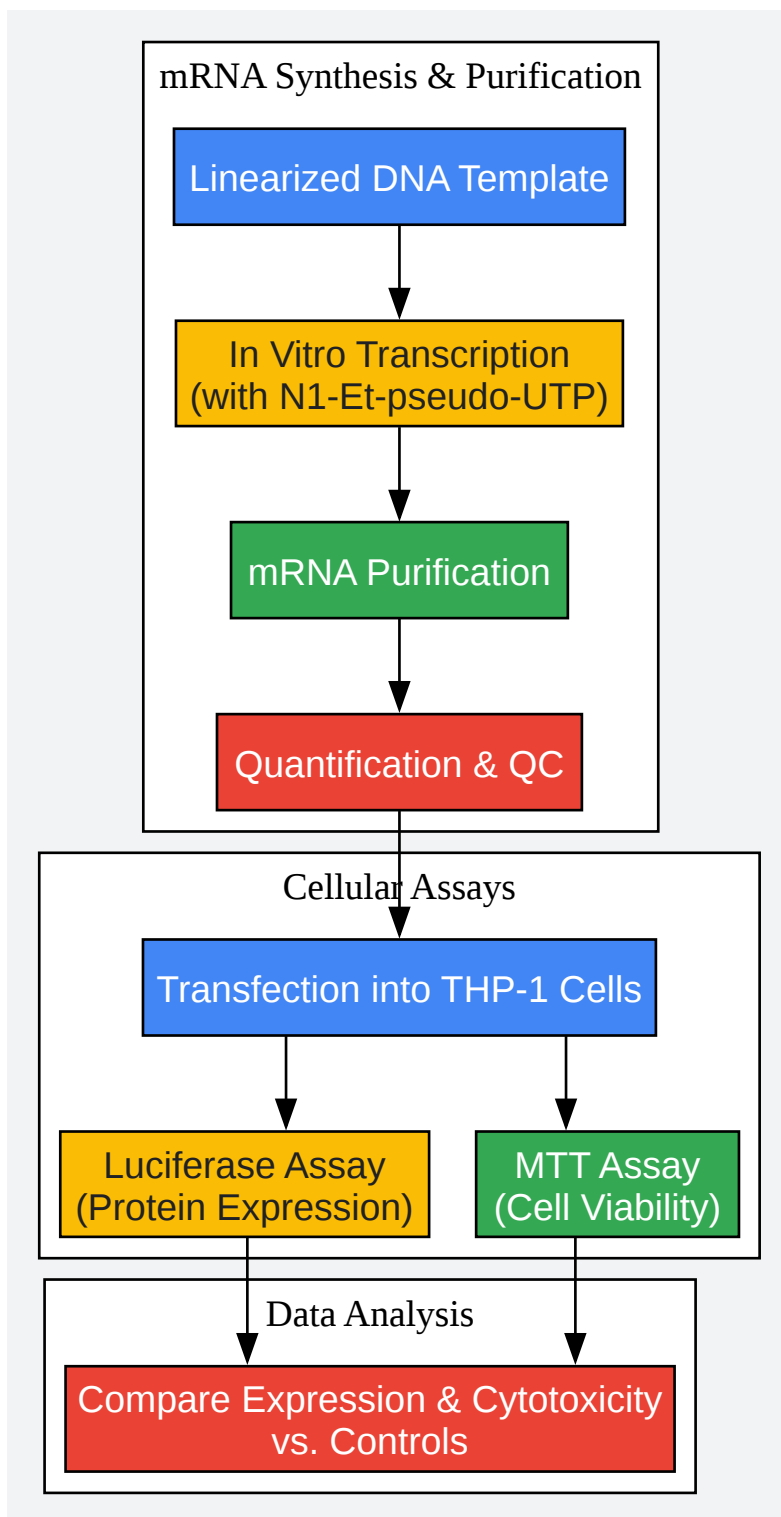 mRNA Synthesis & Purification
Linearized DNA Template
In Vitro Transcription
(with N1-Et-pseudo-UTP)
mRNA Purification
Quantification & QC
Cellular Assays
Transfection into THP-1 Cells
Luciferase Assay
(Protein Expression)
MTT Assay
(Cell Viability)
Data Analysis
Compare Expression & Cytotoxicity
vs. Controls